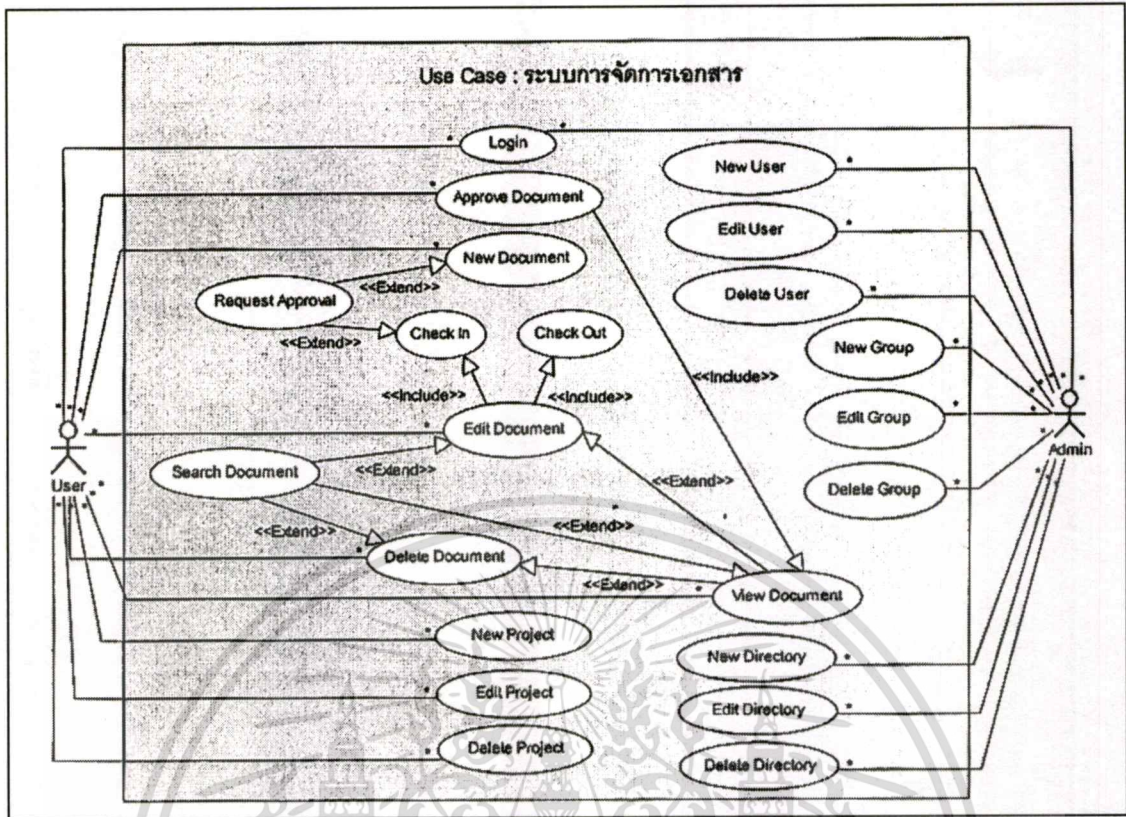 Use Case : ระบบการจัดการเอกสาร
Login
New User
Approve Document
Edit User
New Document
<<Extend>>
Request Approval
Delete User
<<Extend>>
Check In
Check Out
New Group
<<Include>>
<<Include>>
<<Include>>
Edit Document
Edit Group
User
Admin
Search Document
<<Extend>>
<<Extend>>
Delete Group
<<Extend>>
<<Extend>>
Delete Document
<<Extend>>
View Document
New Project
New Directory
Edit Project
Edit Directory
Delete Project
Delete Directory